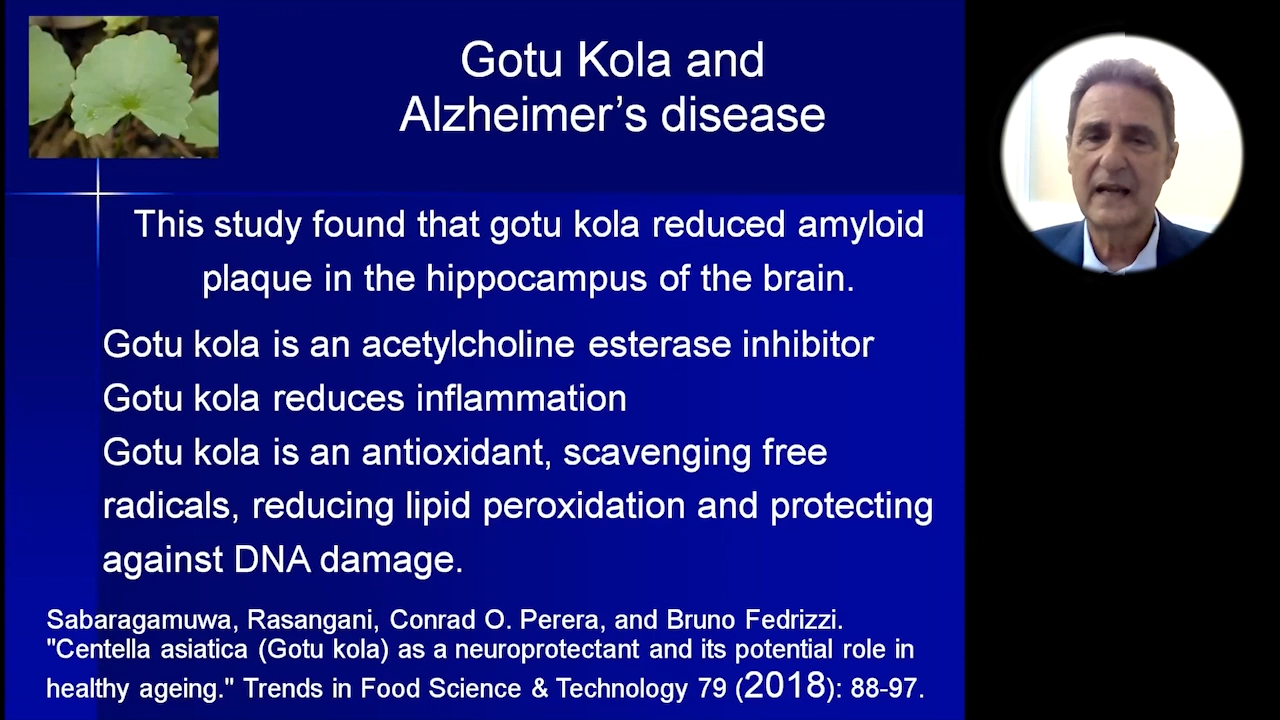 Gotu Kola and
Alzheimer’s disease
This study found that gotu kola reduced amyloid
plaque in the hippocampus of the brain.
Gotu kola is an acetylcholine esterase inhibitor
Gotu kola reduces inflammation
Gotu kola is an antioxidant, scavenging free
radicals, reducing lipid peroxidation and protecting
against DNA damage.
Sabaragamuwa, Rasangani, Conrad O. Perera, and Bruno Fedrizzi.
"Centella asiatica (Gotu kola) as a neuroprotectant and its potential role in
healthy ageing." Trends in Food Science & Technology 79 (2018): 88-97.